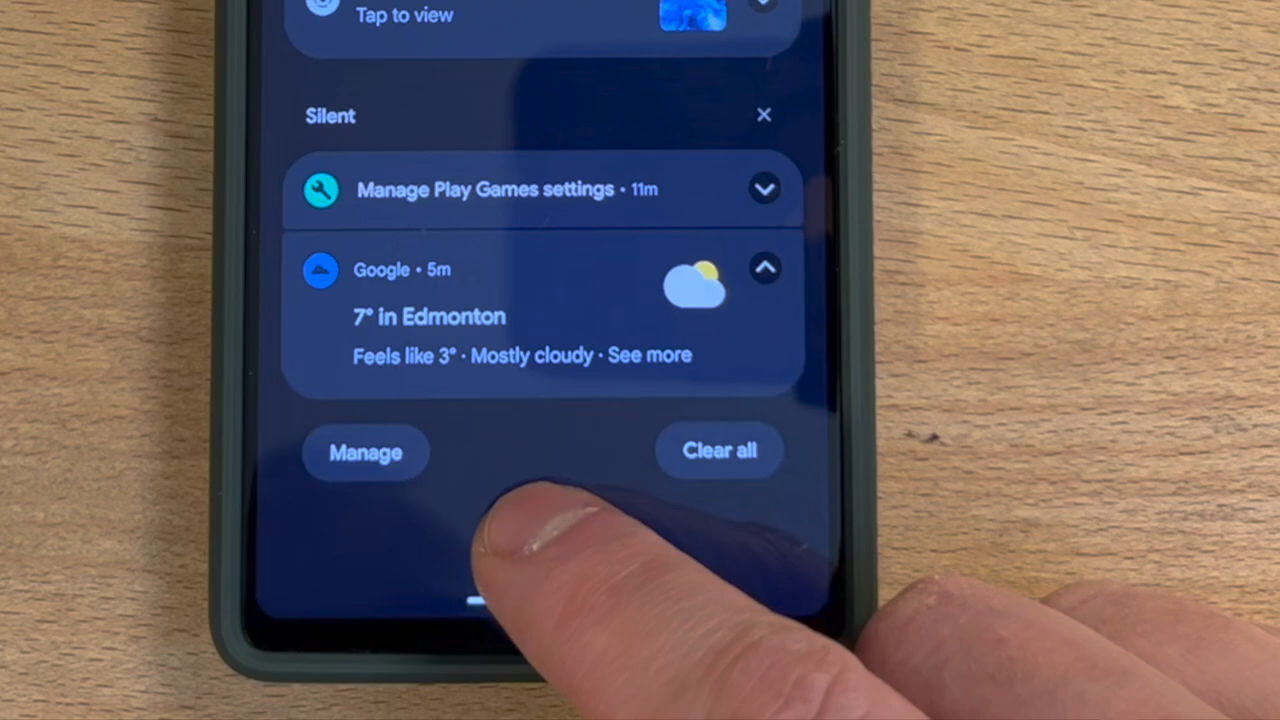 Tap to view
Silent
Manage Play Games settings • 11m
Google • 5m
7° in Edmonton
Feels like 3° · Mostly cloudy · See more
Manage
Clear all